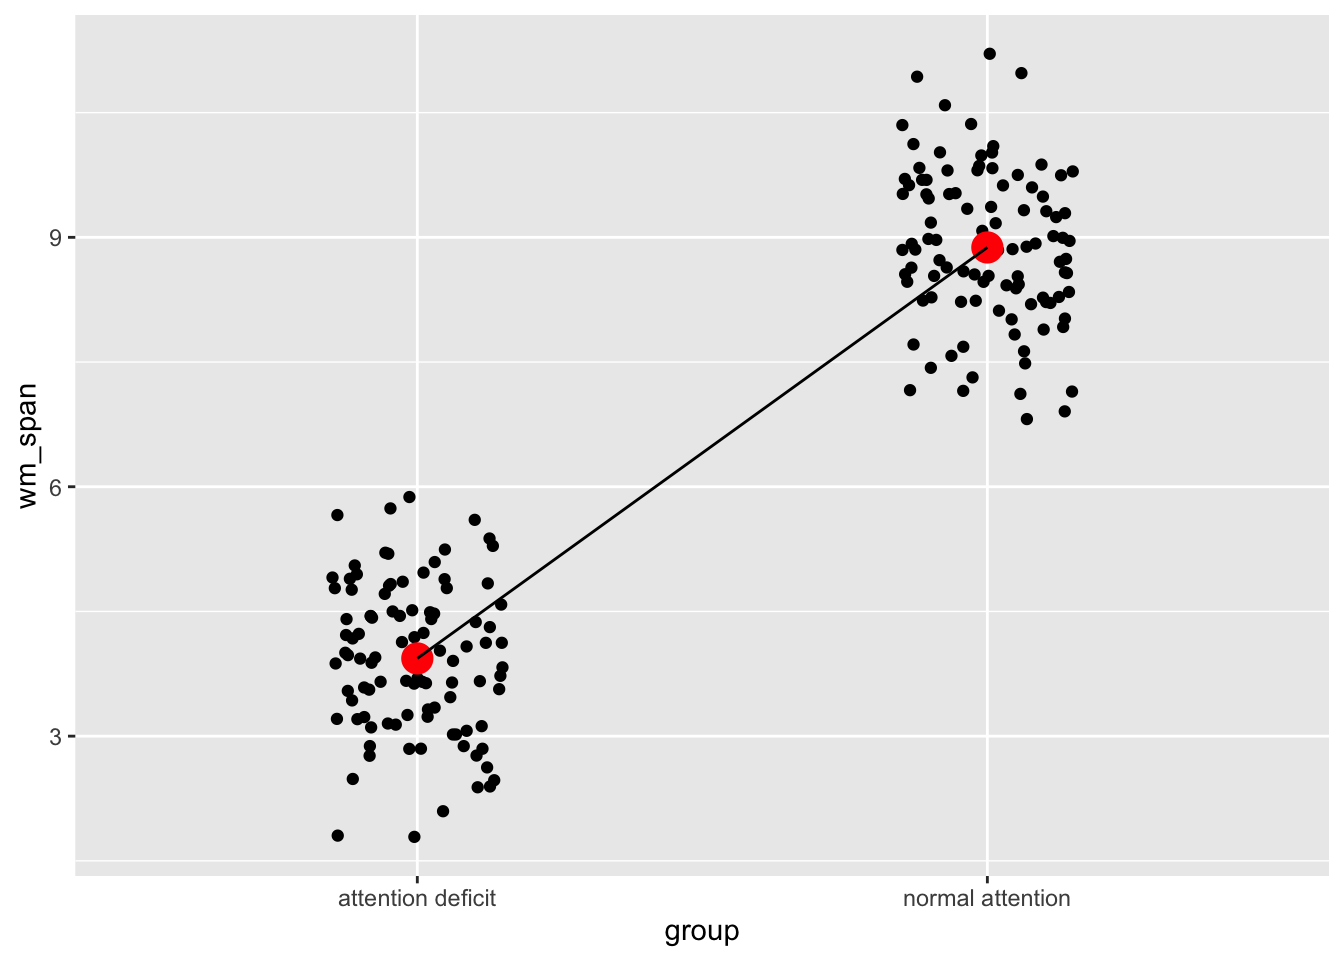 wm_span
9
6
3
attention deficit
normal attention
group